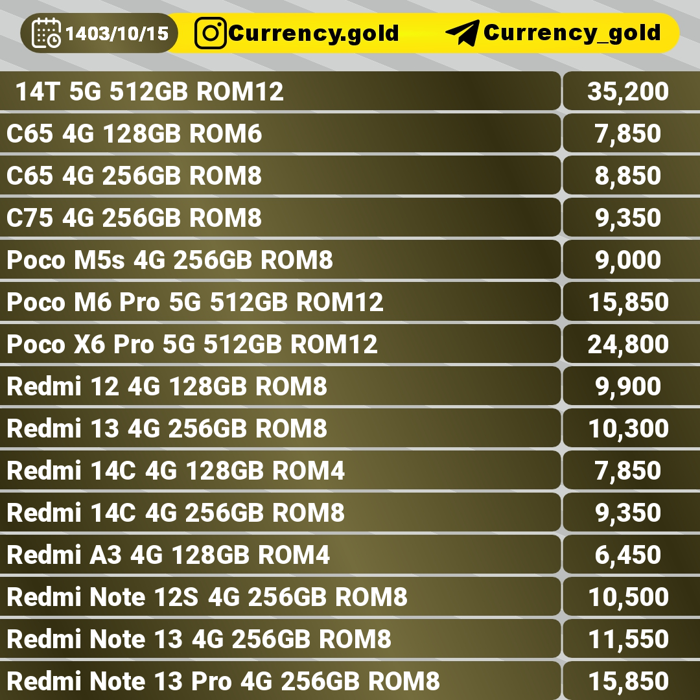 1403/10/15 Currency.gold Currency_gold
14T 5G 512GB ROM12 35,200
C65 4G 128GB ROM6 7,850
C65 4G 256GB ROM8 8,850
C75 4G 256GB ROM8 9,350
Poco M5s 4G 256GB ROM8 9,000
Poco M6 Pro 5G 512GB ROM12 15,850
Poco X6 Pro 5G 512GB ROM12 24,800
Redmi 12 4G 128GB ROM8 9,900
Redmi 13 4G 256GB ROM8 10,300
Redmi 14C 4G 128GB ROM4 7,850
Redmi 14C 4G 256GB ROM8 9,350
Redmi A3 4G 128GB ROM4 6,450
Redmi Note 12S 4G 256GB ROM8 10,500
Redmi Note 13 4G 256GB ROM8 11,550
Redmi Note 13 Pro 4G 256GB ROM8 15,850